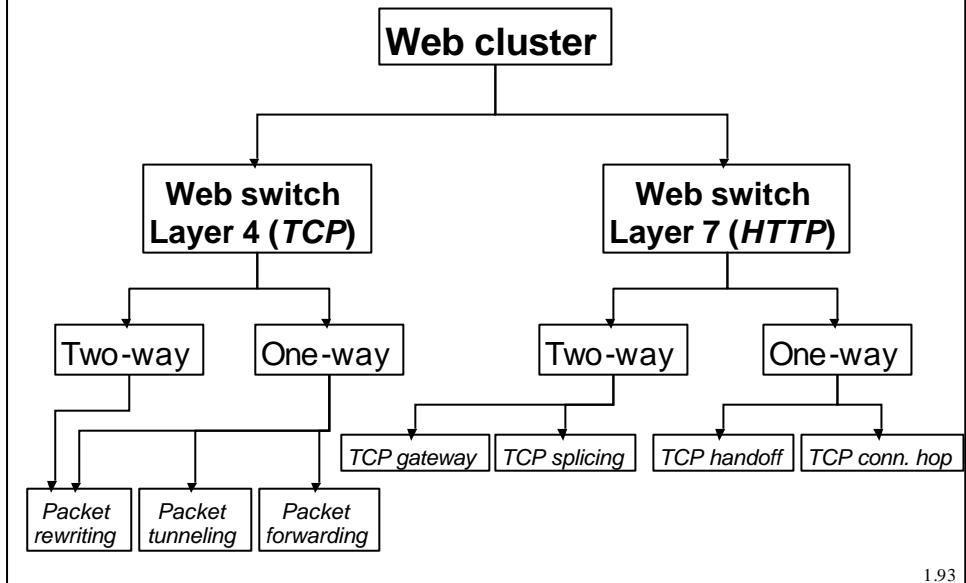 Web cluster
Web switch
Layer 4 (TCP)
Web switch
Layer 7 (HTTP)
Two-way
One-way
Two-way
One-way
TCP gateway
TCP splicing
TCP handoff
TCP conn. hop
Packet
rewriting
Packet
tunneling
Packet
forwarding
1.93